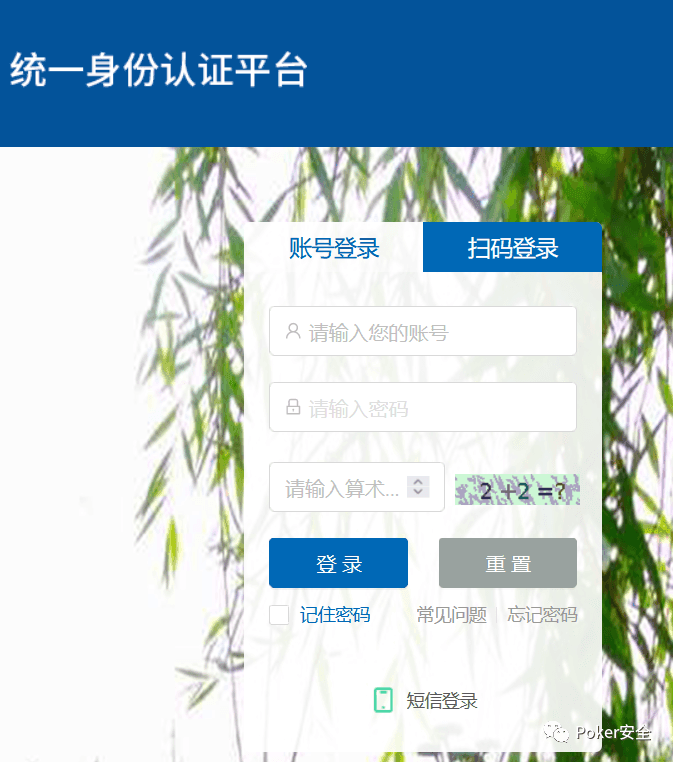 统一身份认证平台
账号登录 扫码登录
请输入您的账号
请输入密码
请输入算术... 2+2=?
登录 重置
记住密码 常见问题 忘记密码
短信登录
Poker安全